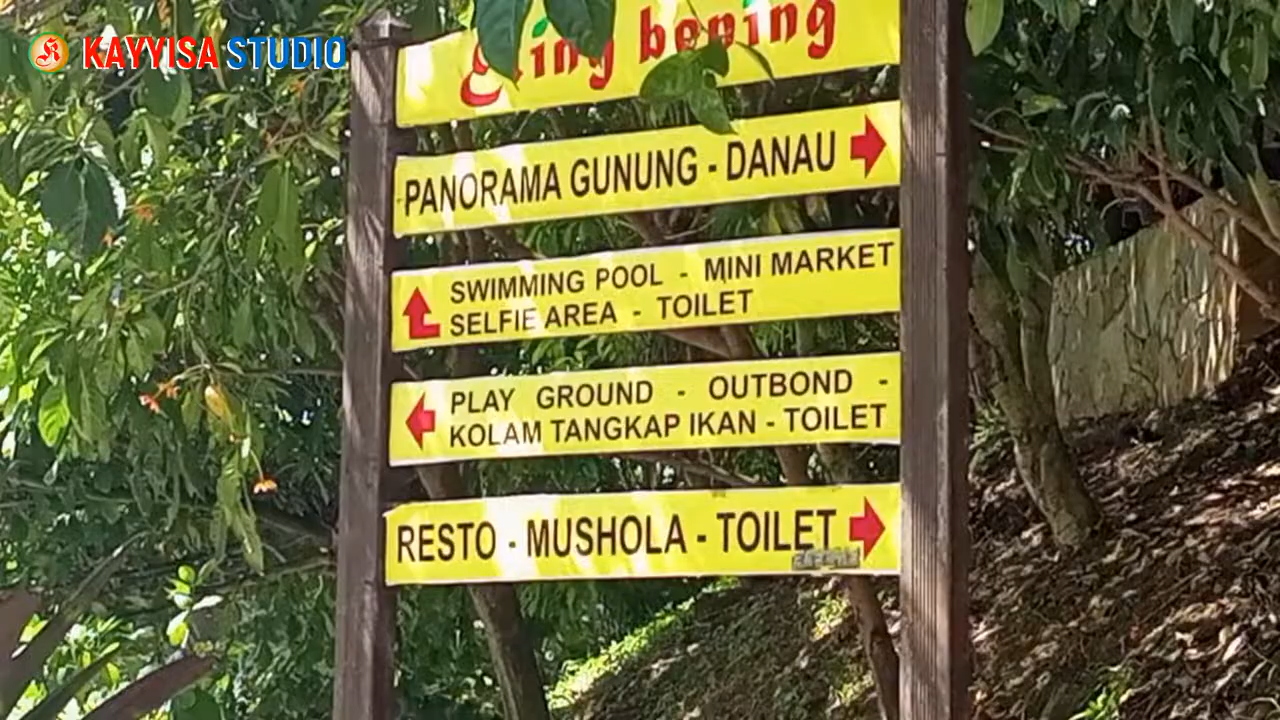 KAYYISA STUDIO
bening
PANORAMA GUNUNG - DANAU
SWIMMING POOL - MINI MARKET
SELFIE AREA - TOILET
PLAY GROUND - OUTBOND -
KOLAM TANGKAP IKAN - TOILET
RESTO - MUSHOLA - TOILET